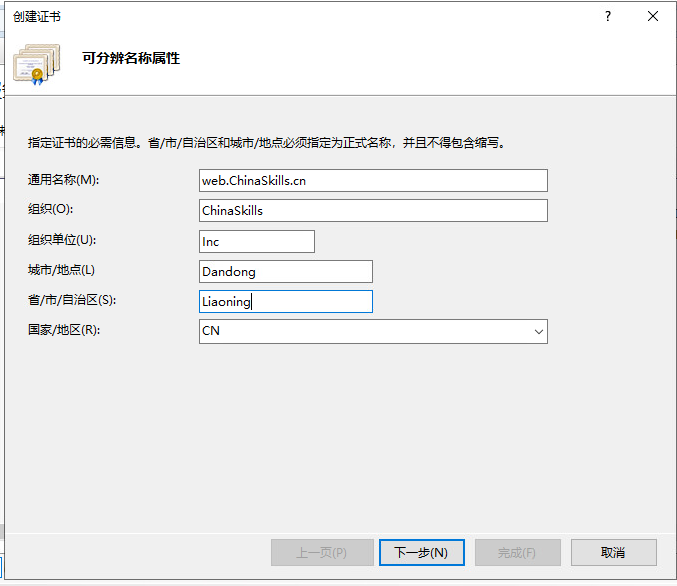 创建证书
?
可分辨名称属性
指定证书的必需信息。省/市/自治区和城市/地点必须指定为正式名称，并且不得包含缩写。
通用名称(M): web.ChinaSkills.cn
组织(O): ChinaSkills
组织单位(U): Inc
城市/地点(L) Dandong
省/市/自治区(S): Liaoning
国家/地区(R): CN
上一页(P) 下一步(N) 完成(F) 取消